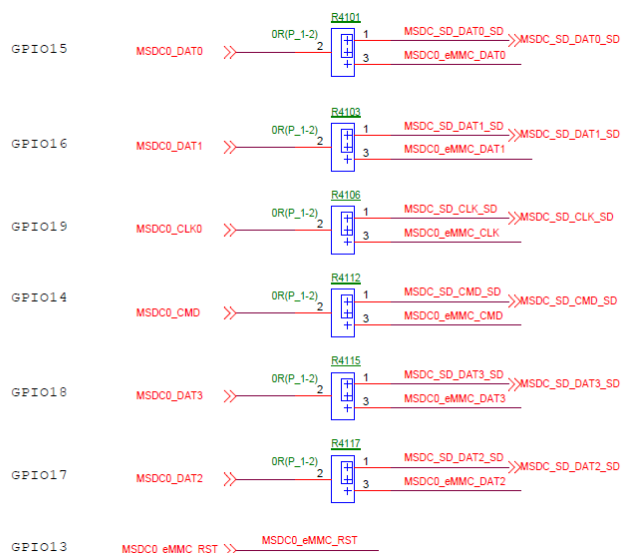 R4101
GPIO15 MSDC0_DAT0 0R(P_1-2) 2 1 MSDC_SD_DAT0_SD MSDC_SD_DAT0_SD
3 MSDC0_eMMC_DAT0
R4103
GPIO16 MSDC0_DAT1 0R(P_1-2) 2 1 MSDC_SD_DAT1_SD MSDC_SD_DAT1_SD
3 MSDC0_eMMC_DAT1
R4106
GPIO19 MSDC0_CLK0 0R(P_1-2) 2 1 MSDC_SD_CLK_SD MSDC_SD_CLK_SD
3 MSDC0_eMMC_CLK
R4112
GPIO14 MSDC0_CMD 0R(P_1-2) 2 1 MSDC_SD_CMD_SD MSDC_SD_CMD_SD
3 MSDC0_eMMC_CMD
R4115
GPIO18 MSDC0_DAT3 0R(P_1-2) 2 1 MSDC_SD_DAT3_SD MSDC_SD_DAT3_SD
3 MSDC0_eMMC_DAT3
R4117
GPIO17 MSDC0_DAT2 0R(P_1-2) 2 1 MSDC_SD_DAT2_SD MSDC_SD_DAT2_SD
3 MSDC0_eMMC_DAT2
GPIO13 MSDC0_eMMC_RST MSDC0_eMMC_RST